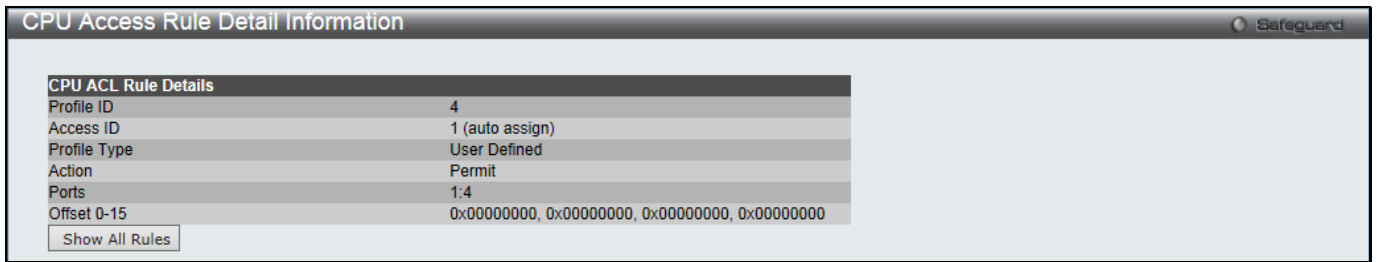 CPU Access Rule Detail Information
Safeguard
CPU ACL Rule Details
Profile ID 4
Access ID 1 (auto assign)
Profile Type User Defined
Action Permit
Ports 1:4
Offset 0-15 0x00000000, 0x00000000, 0x00000000, 0x00000000
Show All Rules